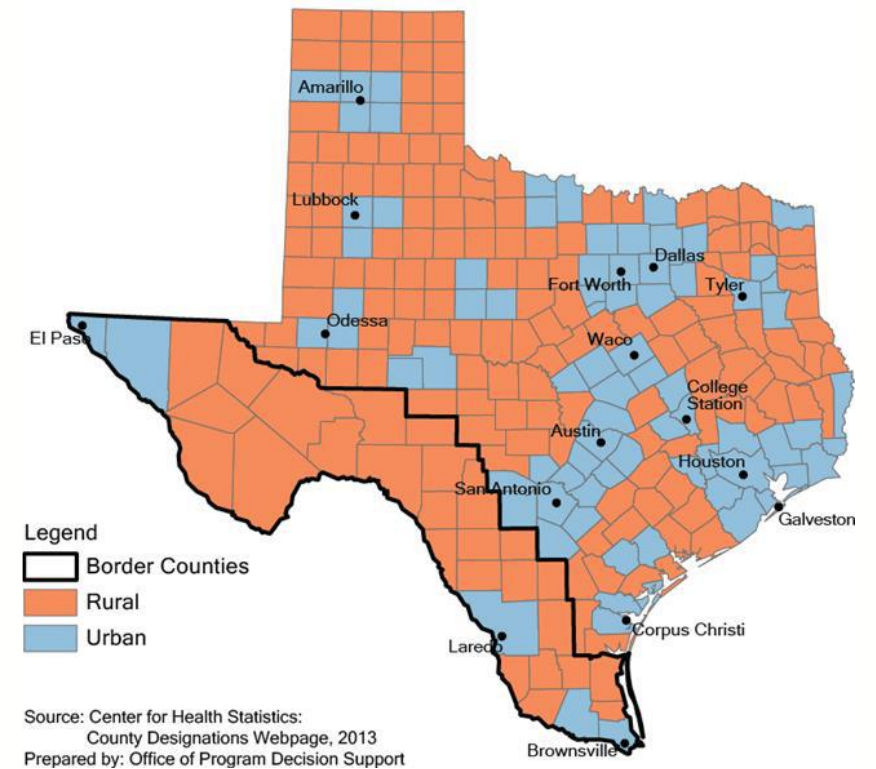 Amarillo
Lubbock
Dallas
Fort Worth
Tyler
Odessa
El Paso
Waco
College
Station
Austin
Houston
San Antonio
Galveston
Legend
Border Counties
Rural
Urban
Corpus Christi
Laredo
Source: Center for Health Statistics:
County Designations Webpage, 2013
Prepared by: Office of Program Decision Support
Brownsville